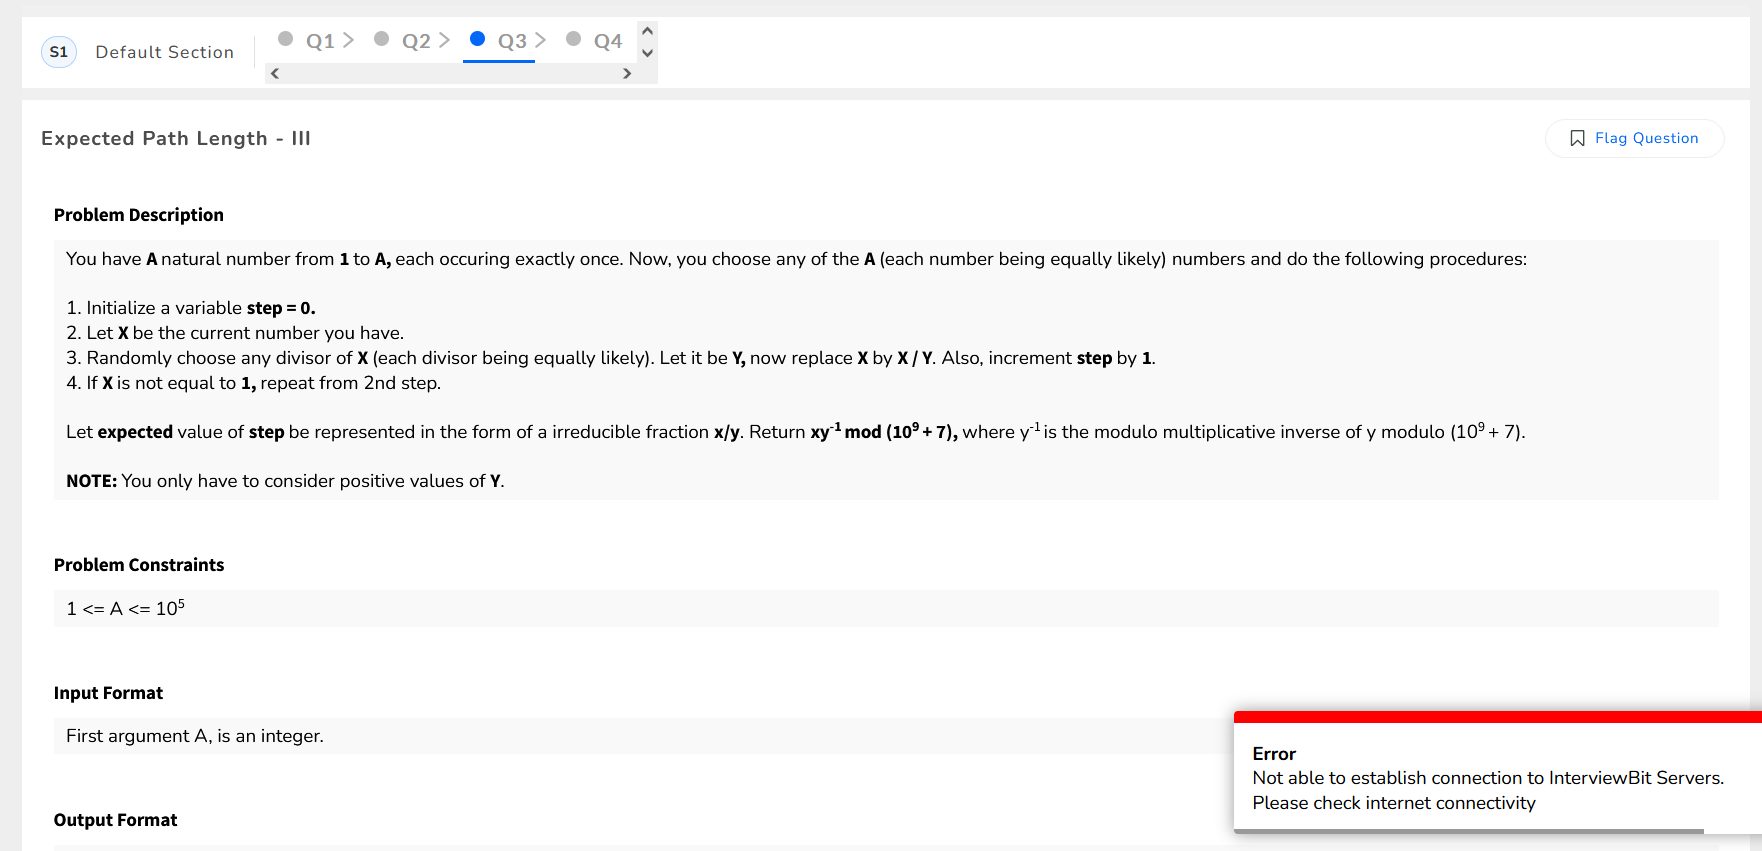 S1 Default Section Q1 Q2 Q3 Q4
Expected Path Length - III
Flag Question
Problem Description
You have A natural number from 1 to A, each occuring exactly once. Now, you choose any of the A (each number being equally likely) numbers and do the following procedures:
1. Initialize a variable step = 0.
2. Let X be the current number you have.
3. Randomly choose any divisor of X (each divisor being equally likely). Let it be Y, now replace X by X / Y. Also, increment step by 1.
4. If X is not equal to 1, repeat from 2nd step.
Let expected value of step be represented in the form of a irreducible fraction x/y. Return xy⁻¹ mod (10⁹ + 7), where y⁻¹ is the modulo multiplicative inverse of y modulo (10⁹ + 7).
NOTE: You only have to consider positive values of Y.
Problem Constraints
1 <= A <= 10⁵
Input Format
First argument A, is an integer.
Output Format
Error
Not able to establish connection to InterviewBit Servers.
Please check internet connectivity